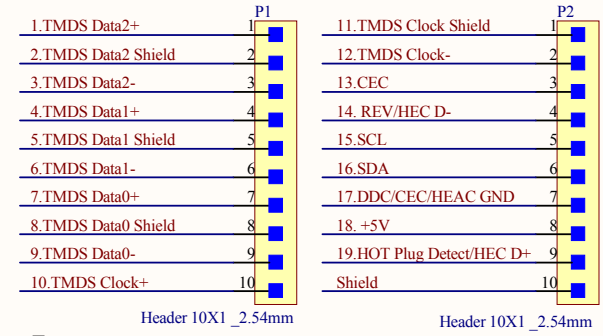 P1
1.TMDS Data2+ 1
2.TMDS Data2 Shield 2
3.TMDS Data2- 3
4.TMDS Data1+ 4
5.TMDS Data1 Shield 5
6.TMDS Data1- 6
7.TMDS Data0+ 7
8.TMDS Data0 Shield 8
9.TMDS Data0- 9
10.TMDS Clock+ 10
Header 10X1 _2.54mm
P2
11.TMDS Clock Shield 1
12.TMDS Clock- 2
13.CEC 3
14. REV/HEC D- 4
15.SCL 5
16.SDA 6
17.DDC/CEC/HEAC GND 7
18. +5V 8
19.HOT Plug Detect/HEC D+ 9
Shield 10
Header 10X1 _2.54mm